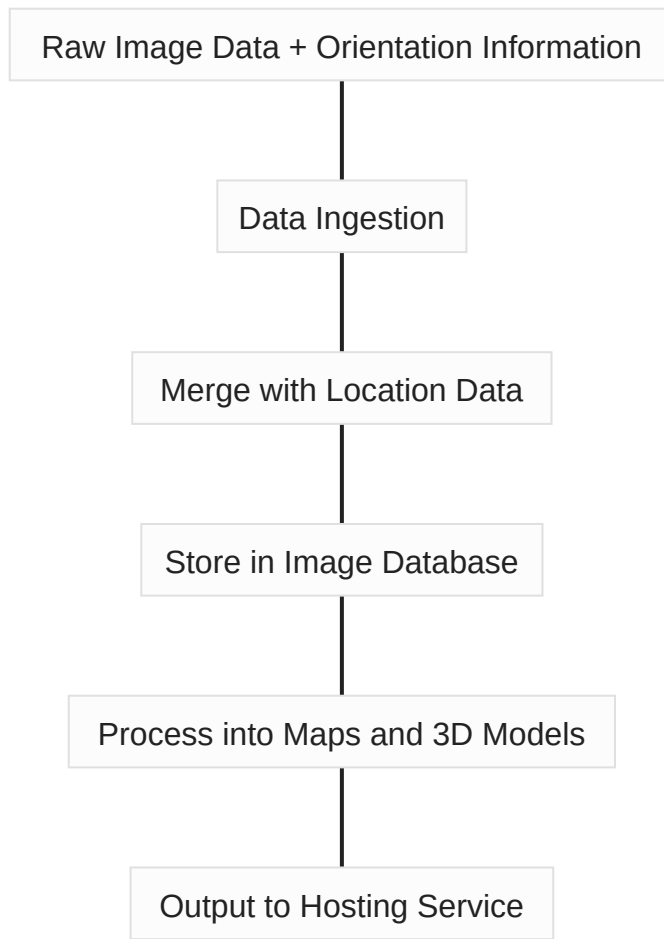 Raw Image Data + Orientation Information
Data Ingestion
Merge with Location Data
Store in Image Database
Process into Maps and 3D Models
Output to Hosting Service